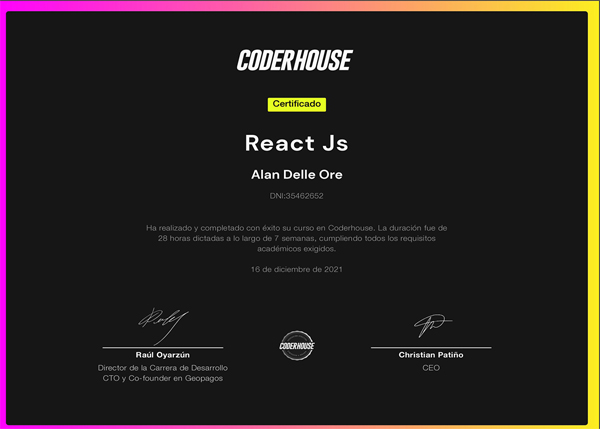 CODERHOUSE
Certificado
React Js
Alan Delle Ore
DNI:35462652
Ha realizado y completado con éxito su curso en Coderhouse. La duración fue de
28 horas dictadas a lo largo de 7 semanas, cumpliendo todos los requisitos
académicos exigidos.
16 de diciembre de 2021
CODERHOUSE
Raúl Oyarzún
Director de la Carrera de Desarrollo
CTO y Co-founder en Geopagos
Christian Patiño
CEO